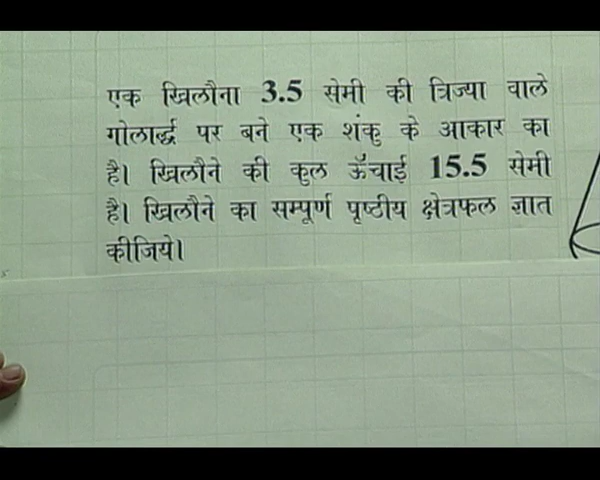 एक खिलौना 3.5 सेमी की त्रिज्या वाले
गोलार्द्ध पर बने एक शंकु के आकार का
है। खिलौने की कुल ऊँचाई 15.5 सेमी
है। खिलौने का सम्पूर्ण पृष्ठीय क्षेत्रफल ज्ञात
कीजिये।